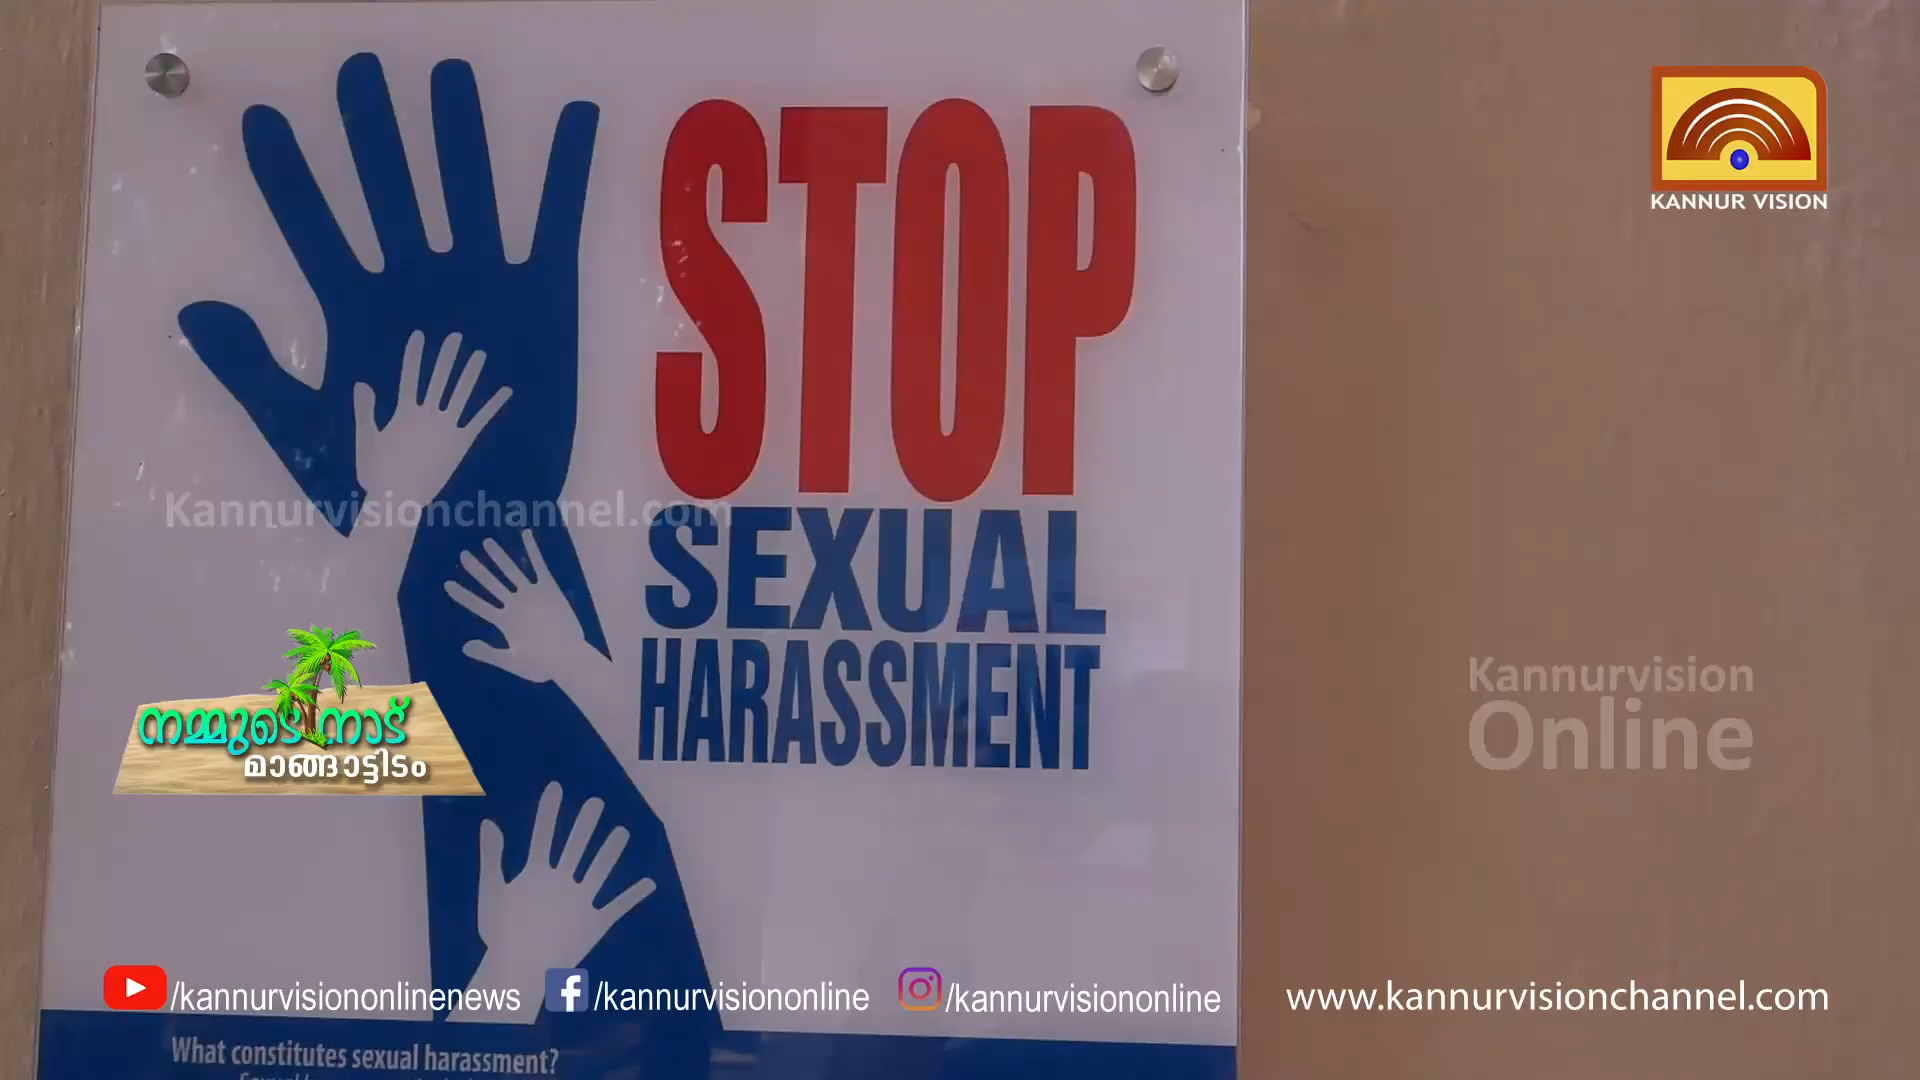 STOP
SEXUAL
HARASSMENT
KANNUR VISION
Kannurvisionchannel.com
Kannurvision
Online
നമ്മുടെ നാട്
മാങ്ങാട്ടിടം
/kannurvisiononlinenews
/kannurvisiononline
/kannurvisiononline
www.kannurvisionchannel.com
What constitutes sexual harassment?